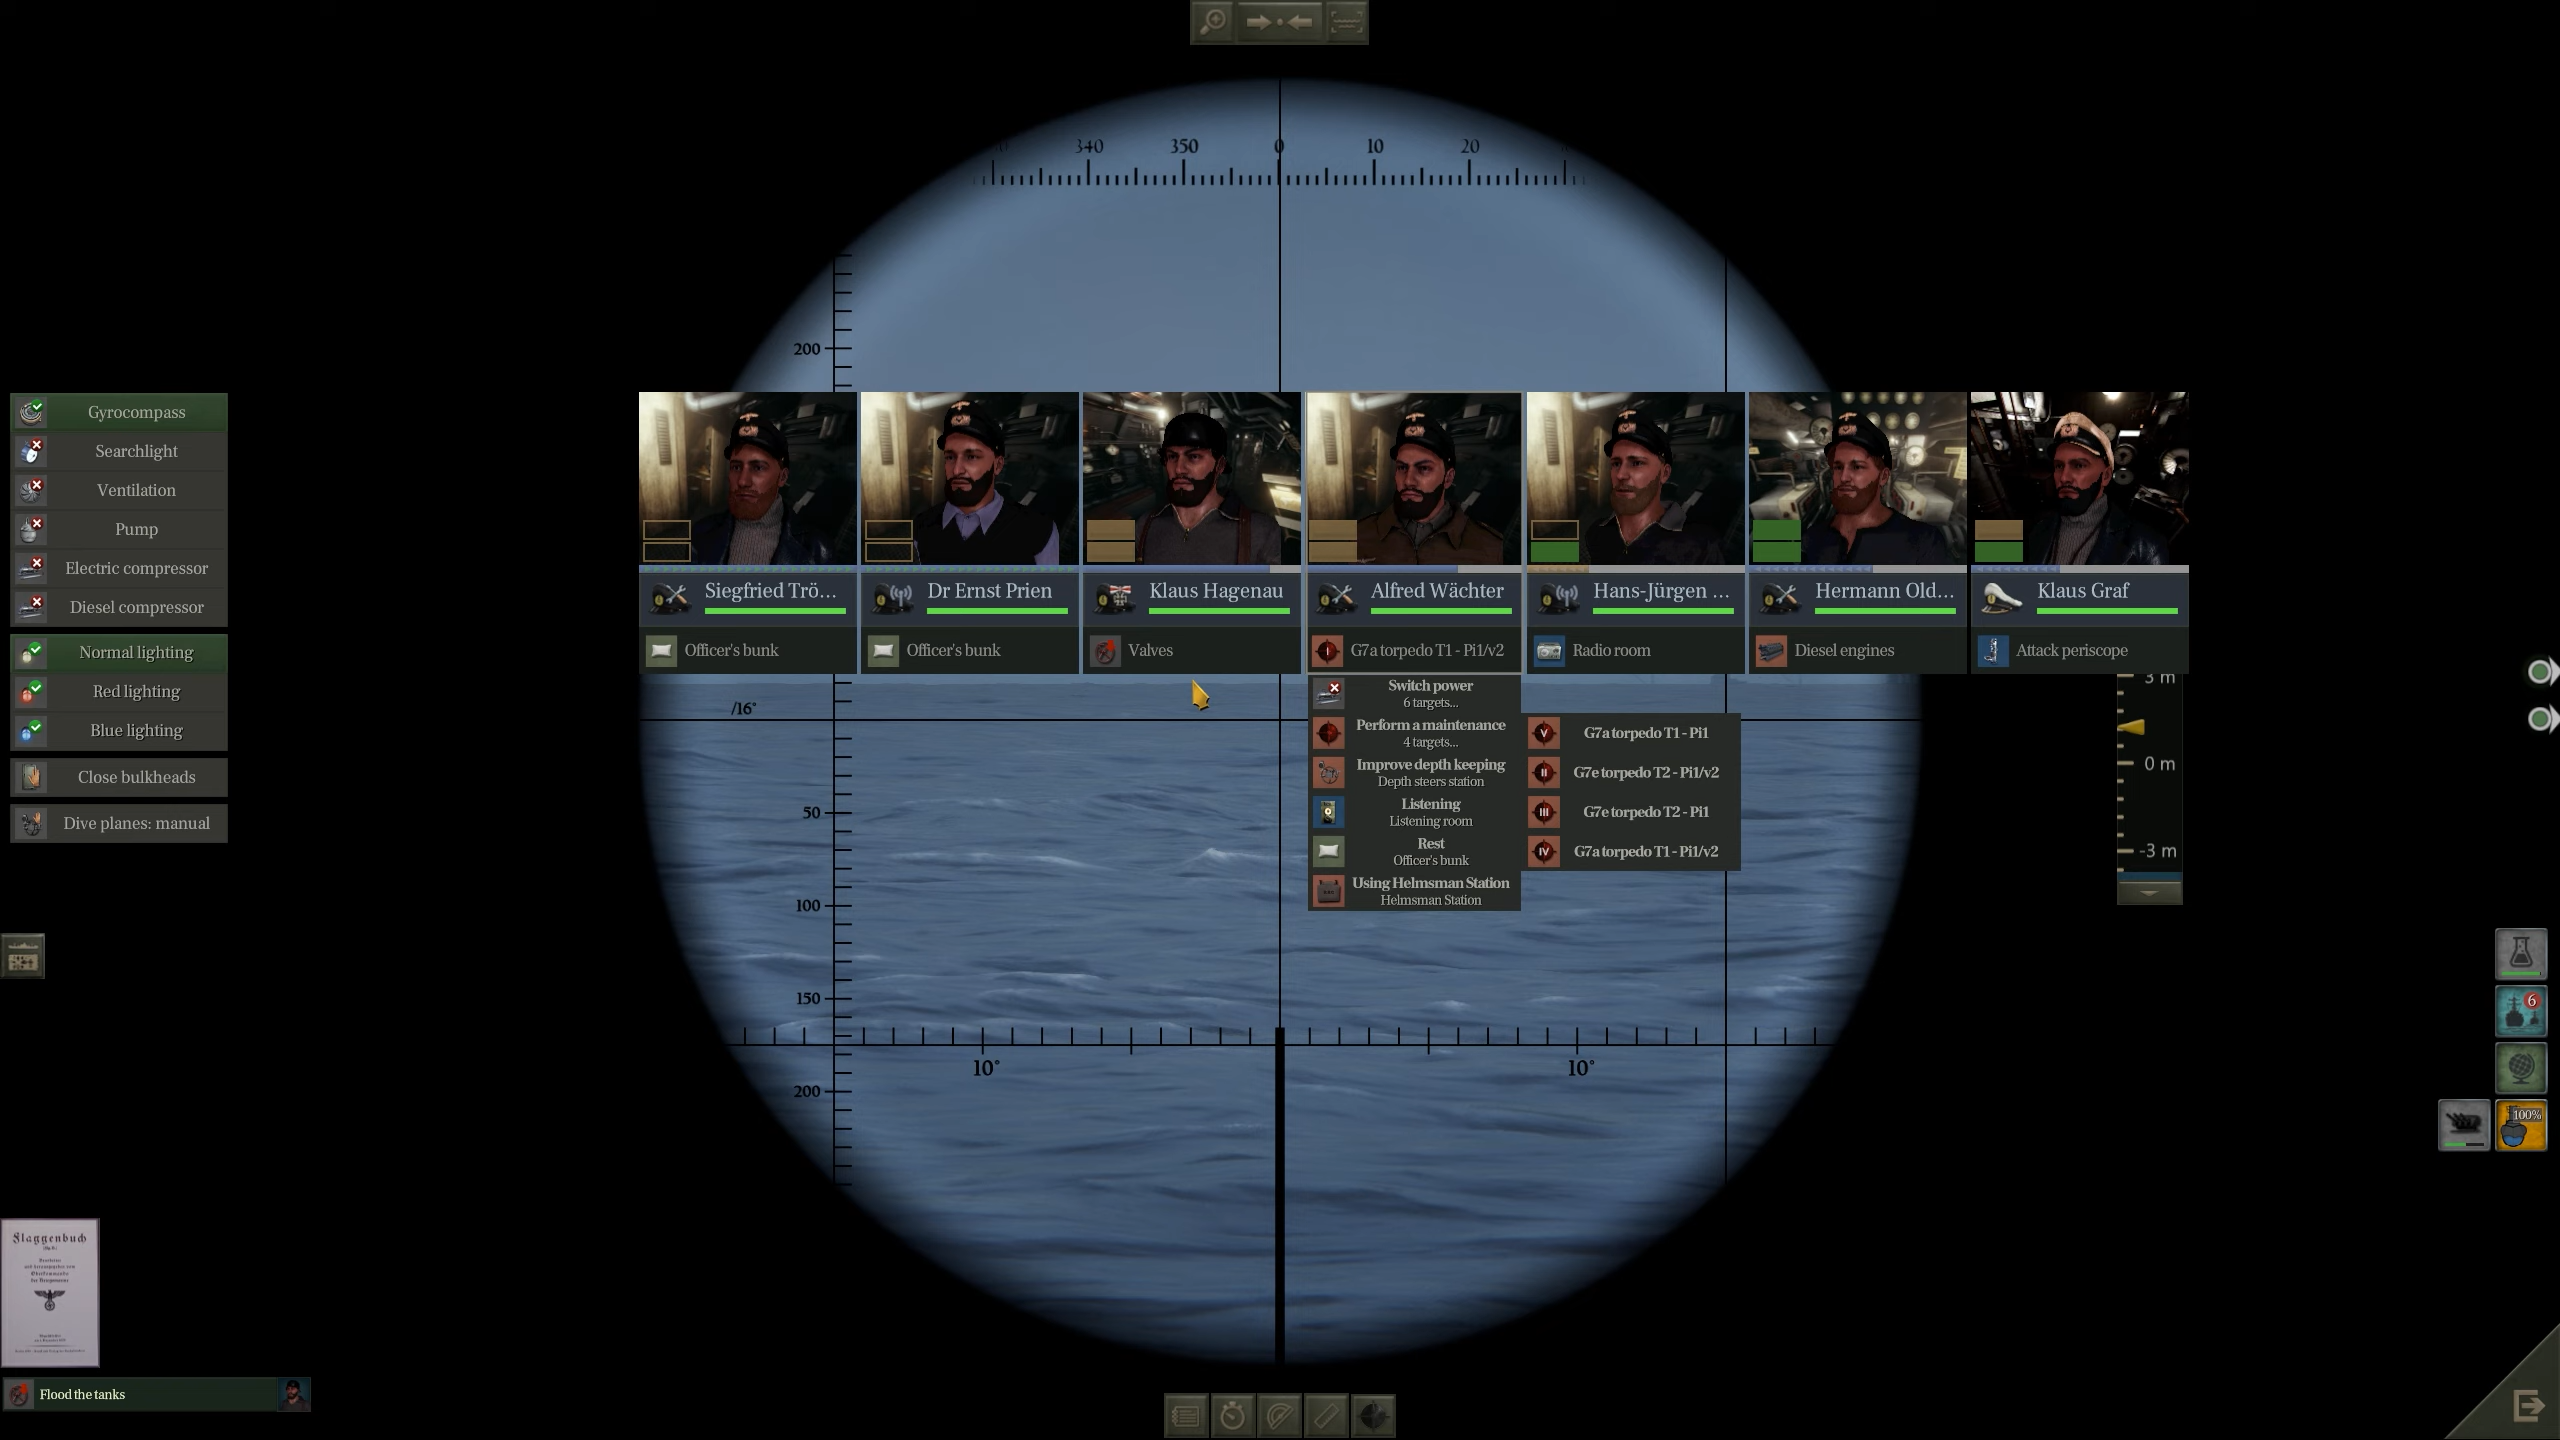 340
350
0
10
20
200
Gyrocompass
Searchlight
Ventilation
Pump
Electric compressor
Diesel compressor
Normal lighting
Red lighting
Blue lighting
Close bulkheads
Dive planes: manual
Siegfried Trö...
Dr Ernst Prien
Klaus Hagenau
Alfred Wächter
Hans-Jürgen ...
Hermann Old...
Klaus Graf
Officer's bunk
Officer's bunk
Valves
G7a torpedo T1 - Pi1/v2
Radio room
Diesel engines
Attack periscope
Switch power
6 targets...
Perform a maintenance
4 targets...
Improve depth keeping
Depth steers station
Listening
Listening room
Rest
Officer's bunk
Using Helmsman Station
Helmsman Station
V
G7a torpedo T1 - Pi1
II
G7e torpedo T2 - Pi1/v2
III
G7e torpedo T2 - Pi1
IV
G7a torpedo T1 - Pi1/v2
/16°
50
100
150
200
10°
10°
3 m
0 m
-3 m
6
100%
Flaggenbuch
Flood the tanks